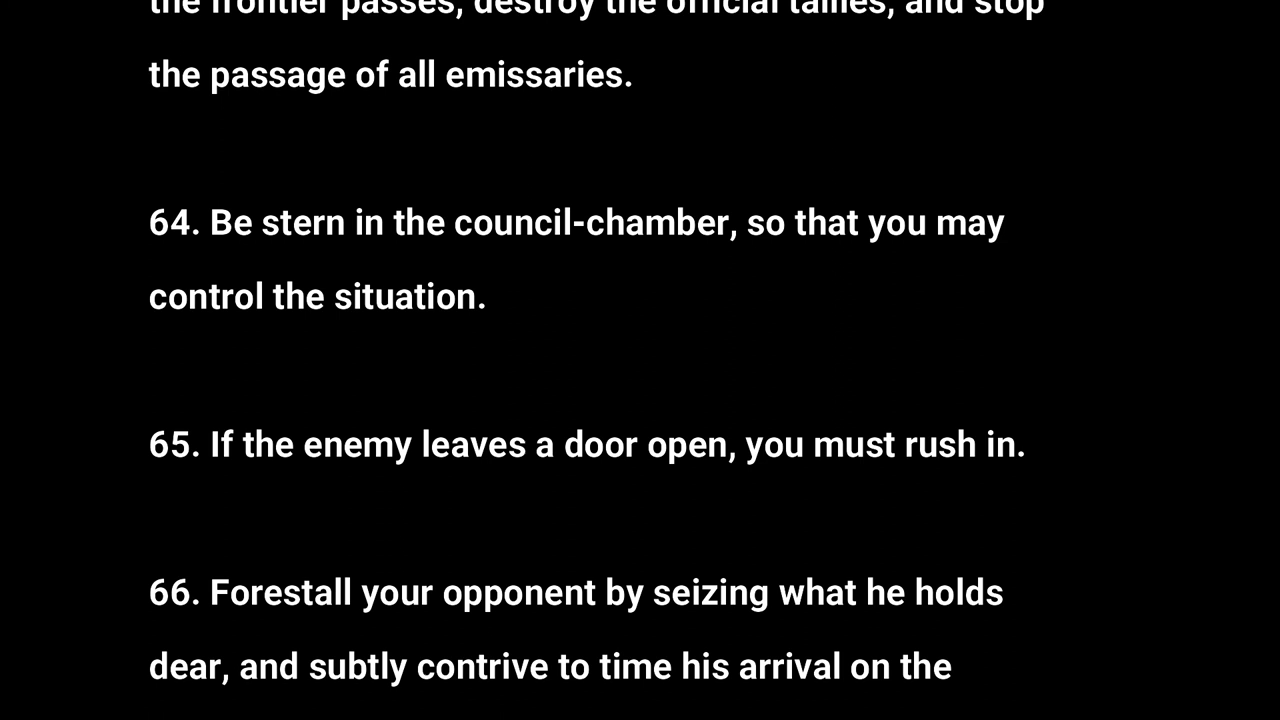 the frontier passes, destroy the official tallies, and stop
the passage of all emissaries.
64. Be stern in the council-chamber, so that you may
control the situation.
65. If the enemy leaves a door open, you must rush in.
66. Forestall your opponent by seizing what he holds
dear, and subtly contrive to time his arrival on the